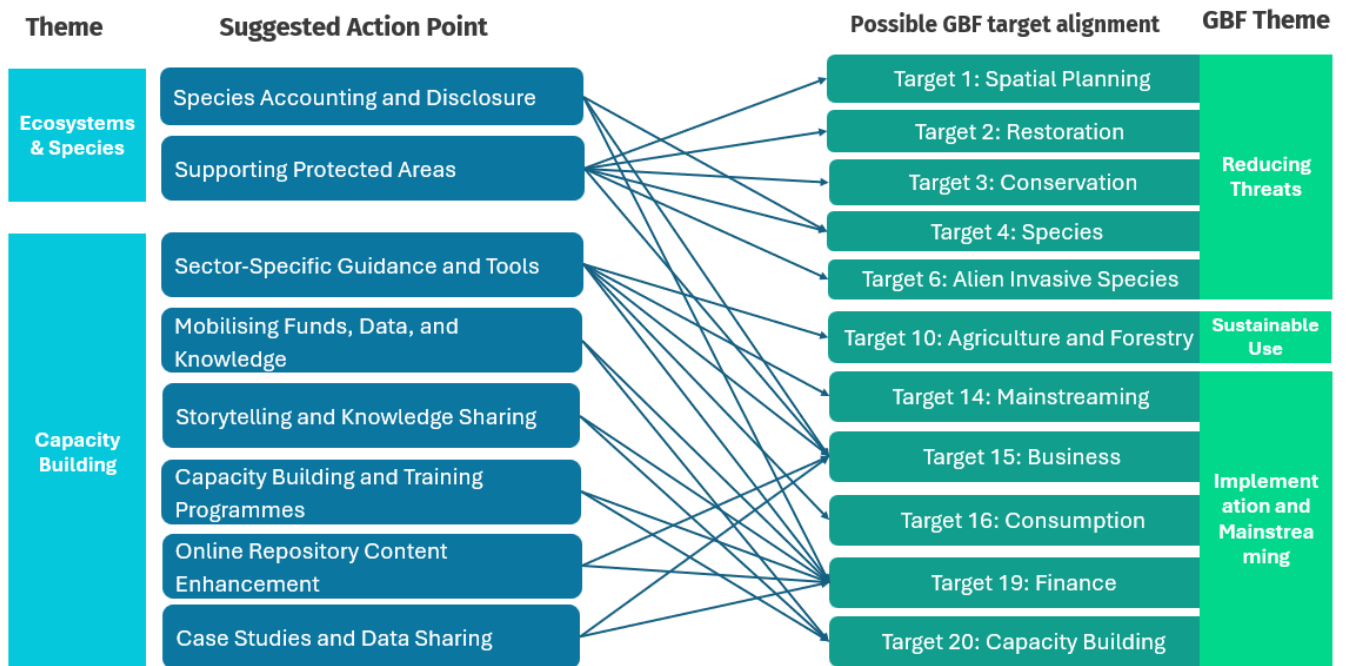 Theme
Suggested Action Point
Possible GBF target alignment
GBF Theme
Ecosystems
& Species
Species Accounting and Disclosure
Supporting Protected Areas
Capacity
Building
Sector-Specific Guidance and Tools
Mobilising Funds, Data, and
Knowledge
Storytelling and Knowledge Sharing
Capacity Building and Training
Programmes
Online Repository Content
Enhancement
Case Studies and Data Sharing
Target 1: Spatial Planning
Target 2: Restoration
Target 3: Conservation
Target 4: Species
Target 6: Alien Invasive Species
Target 10: Agriculture and Forestry
Target 14: Mainstreaming
Target 15: Business
Target 16: Consumption
Target 19: Finance
Target 20: Capacity Building
Reducing
Threats
Sustainable
Use
Implement
ation and
Mainstrea
ming